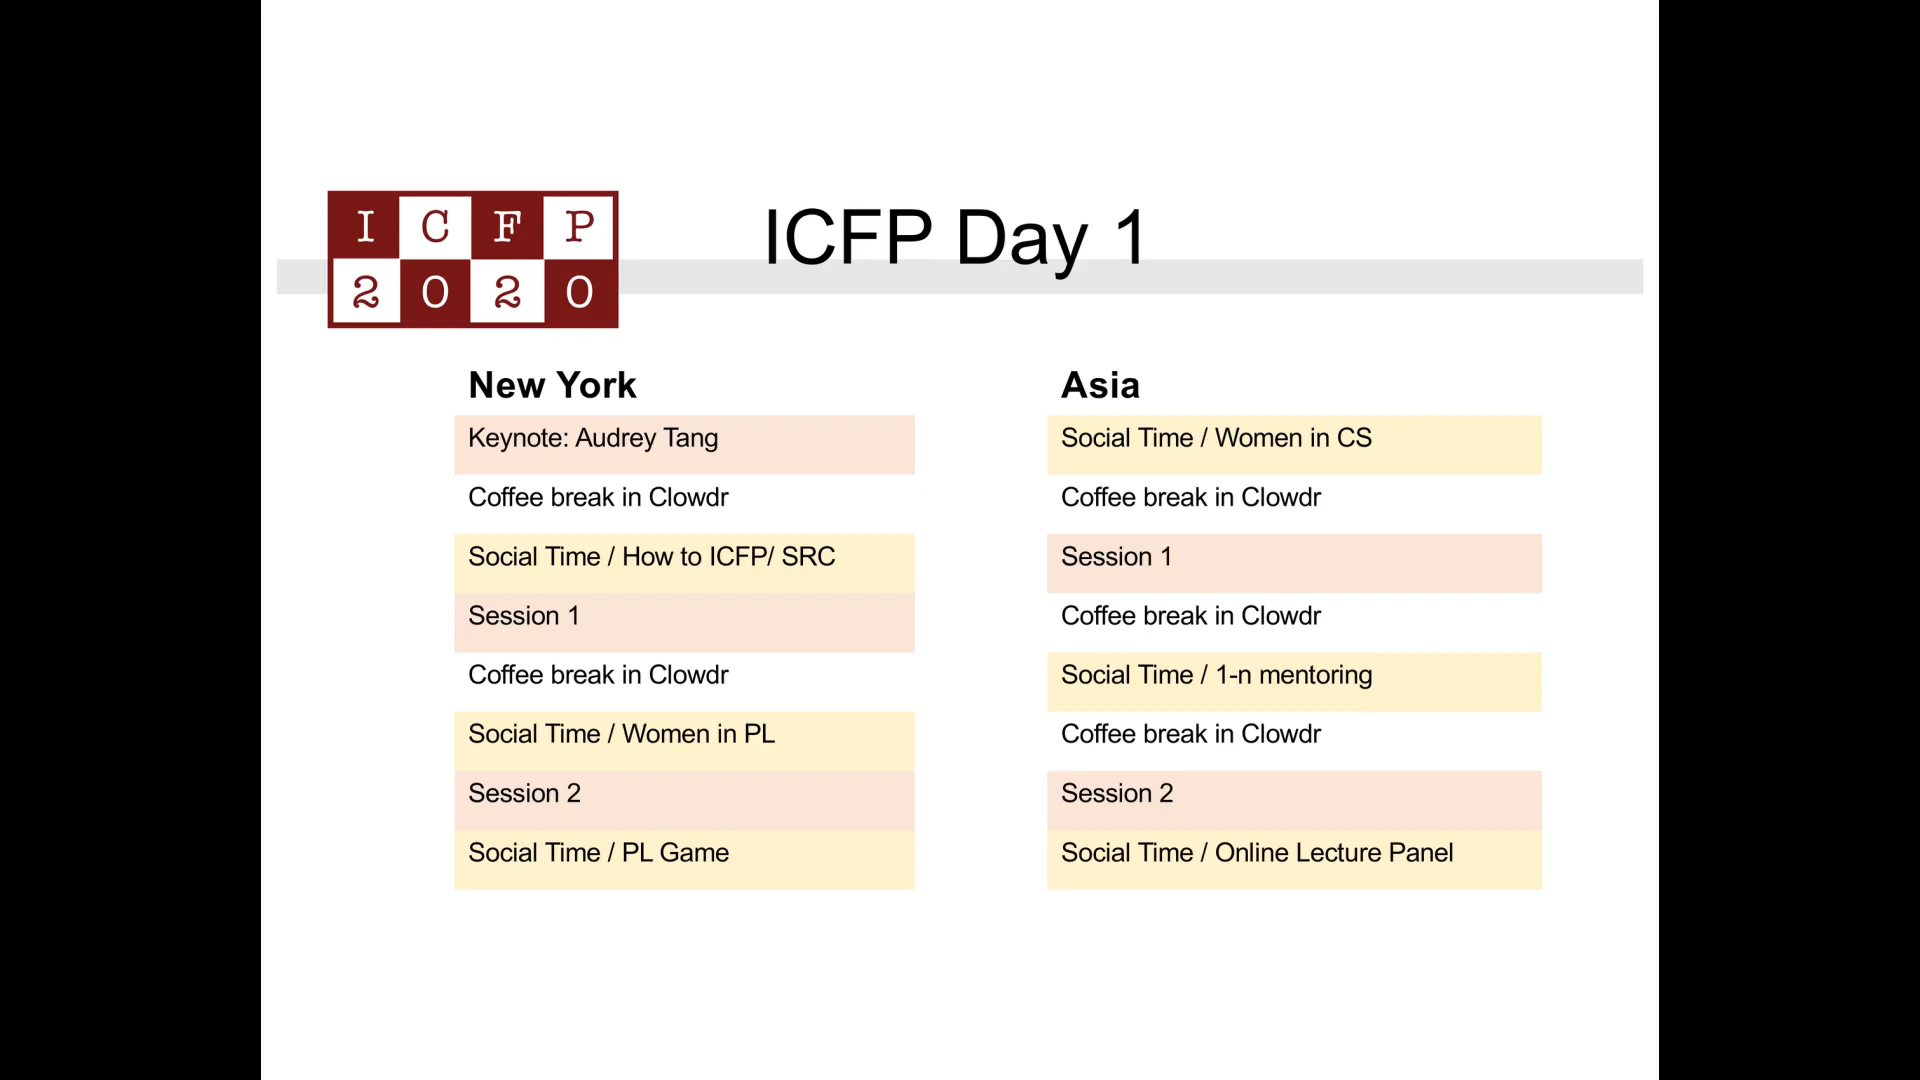 I C F P
2 0 2 0
ICFP Day 1
New York
Keynote: Audrey Tang
Coffee break in Clowdr
Social Time / How to ICFP/ SRC
Session 1
Coffee break in Clowdr
Social Time / Women in PL
Session 2
Social Time / PL Game
Asia
Social Time / Women in CS
Coffee break in Clowdr
Session 1
Coffee break in Clowdr
Social Time / 1-n mentoring
Coffee break in Clowdr
Session 2
Social Time / Online Lecture Panel